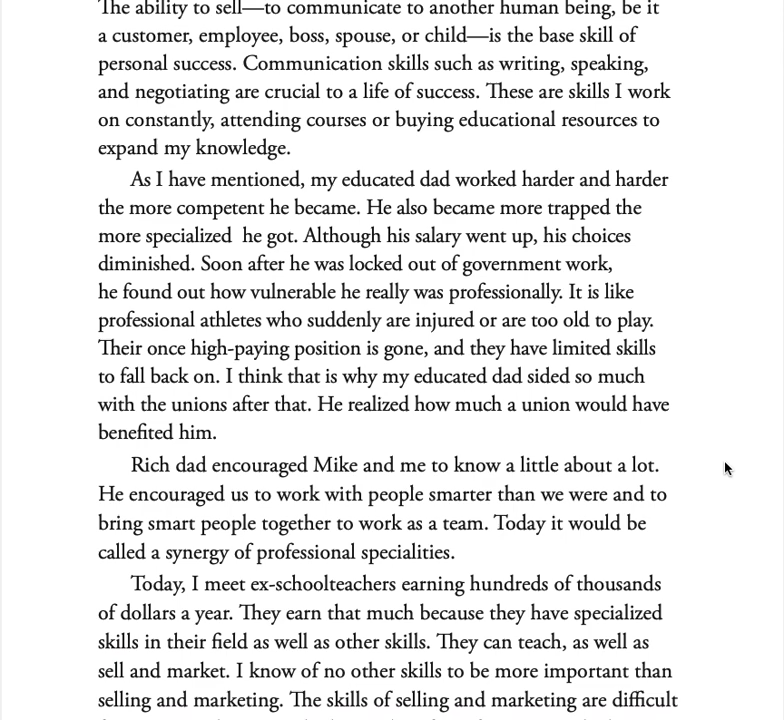 The ability to sell—to communicate to another human being, be it
a customer, employee, boss, spouse, or child—is the base skill of
personal success. Communication skills such as writing, speaking,
and negotiating are crucial to a life of success. These are skills I work
on constantly, attending courses or buying educational resources to
expand my knowledge.
As I have mentioned, my educated dad worked harder and harder
the more competent he became. He also became more trapped the
more specialized  he got. Although his salary went up, his choices
diminished. Soon after he was locked out of government work,
he found out how vulnerable he really was professionally. It is like
professional athletes who suddenly are injured or are too old to play.
Their once high-paying position is gone, and they have limited skills
to fall back on. I think that is why my educated dad sided so much
with the unions after that. He realized how much a union would have
benefited him.
Rich dad encouraged Mike and me to know a little about a lot.
He encouraged us to work with people smarter than we were and to
bring smart people together to work as a team. Today it would be
called a synergy of professional specialities.
Today, I meet ex-schoolteachers earning hundreds of thousands
of dollars a year. They earn that much because they have specialized
skills in their field as well as other skills. They can teach, as well as
sell and market. I know of no other skills to be more important than
selling and marketing. The skills of selling and marketing are difficult